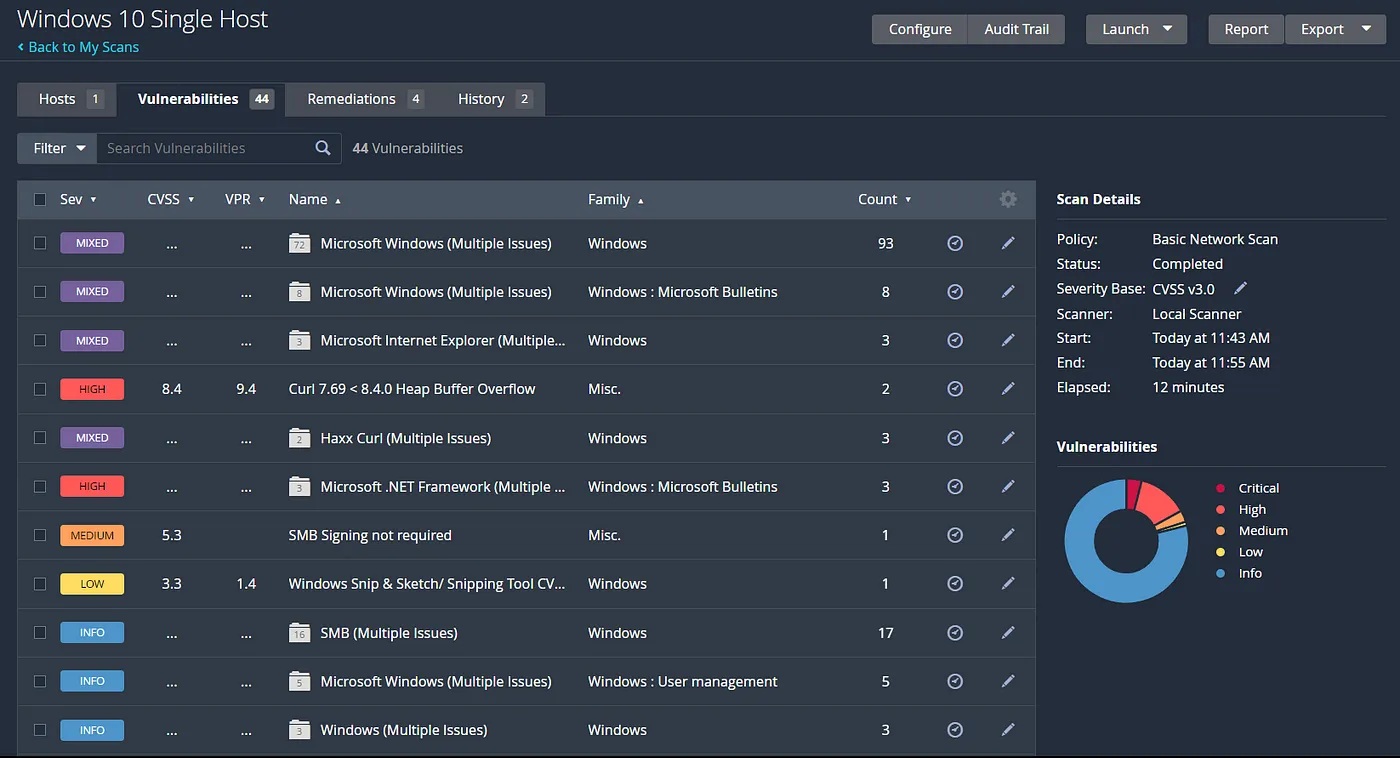 Windows 10 Single Host
Back to My Scans
Configure Audit Trail Launch Report Export
Hosts 1 Vulnerabilities 44 Remediations 4 History 2
Filter Search Vulnerabilities 44 Vulnerabilities
Sev CVSS VPR Name Family Count
MIXED ... ... 72 Microsoft Windows (Multiple Issues) Windows 93
MIXED ... ... 8 Microsoft Windows (Multiple Issues) Windows : Microsoft Bulletins 8
MIXED ... ... 3 Microsoft Internet Explorer (Multiple... Windows 3
HIGH 8.4 9.4 Curl 7.69 < 8.4.0 Heap Buffer Overflow Misc. 2
MIXED ... ... 2 Haxx Curl (Multiple Issues) Windows 3
HIGH ... ... 3 Microsoft .NET Framework (Multiple ... Windows : Microsoft Bulletins 3
MEDIUM 5.3 SMB Signing not required Misc. 1
LOW 3.3 1.4 Windows Snip & Sketch/ Snipping Tool CV... Windows 1
INFO ... ... 16 SMB (Multiple Issues) Windows 17
INFO ... ... 5 Microsoft Windows (Multiple Issues) Windows : User management 5
INFO ... ... 3 Windows (Multiple Issues) Windows 3
Scan Details
Policy: Basic Network Scan
Status: Completed
Severity Base: CVSS v3.0
Scanner: Local Scanner
Start: Today at 11:43 AM
End: Today at 11:55 AM
Elapsed: 12 minutes
Vulnerabilities
Critical
High
Medium
Low
Info